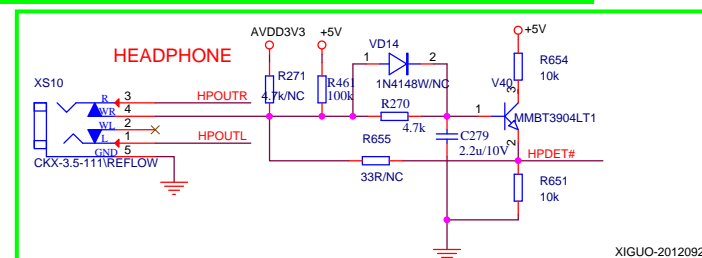 AVDD3V3 +5V +5V
HEADPHONE
VD14
1 2
1N4148W/NC
R654
10k
XS10
R271
4.7k/NC
R461
100k
V40
3
1
2
MMBT3904LT1
R 3 HPOUTR
WR 4
WL 2
L 1 HPOUTL
GND 5
CKX-3.5-111\REFLOW
R270
4.7k
C279
2.2u/10V
R655
33R/NC
HPDET#
R651
10k
XIGUO-2012092